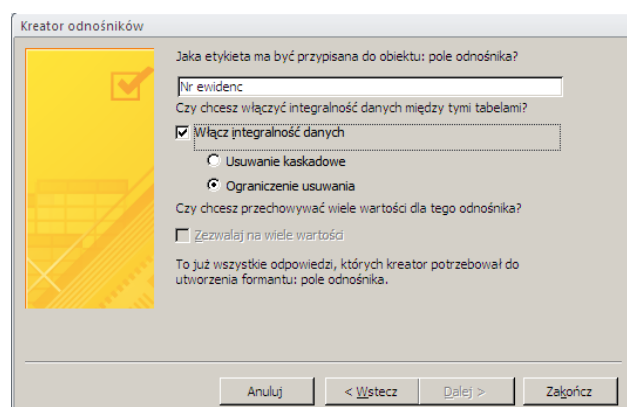 Kreator odnośników
Jaka etykieta ma być przypisana do obiektu: pole odnośnika?
Nr ewidenc
Czy chcesz włączyć integralność danych między tymi tabelami?
Włącz integralność danych
Usuwanie kaskadowe
Ograniczenie usuwania
Czy chcesz przechowywać wiele wartości dla tego odnośnika?
Zezwalaj na wiele wartości
To już wszystkie odpowiedzi, których kreator potrzebował do
utworzenia formantu: pole odnośnika.
Anuluj < Wstecz Dalej > Zakończ